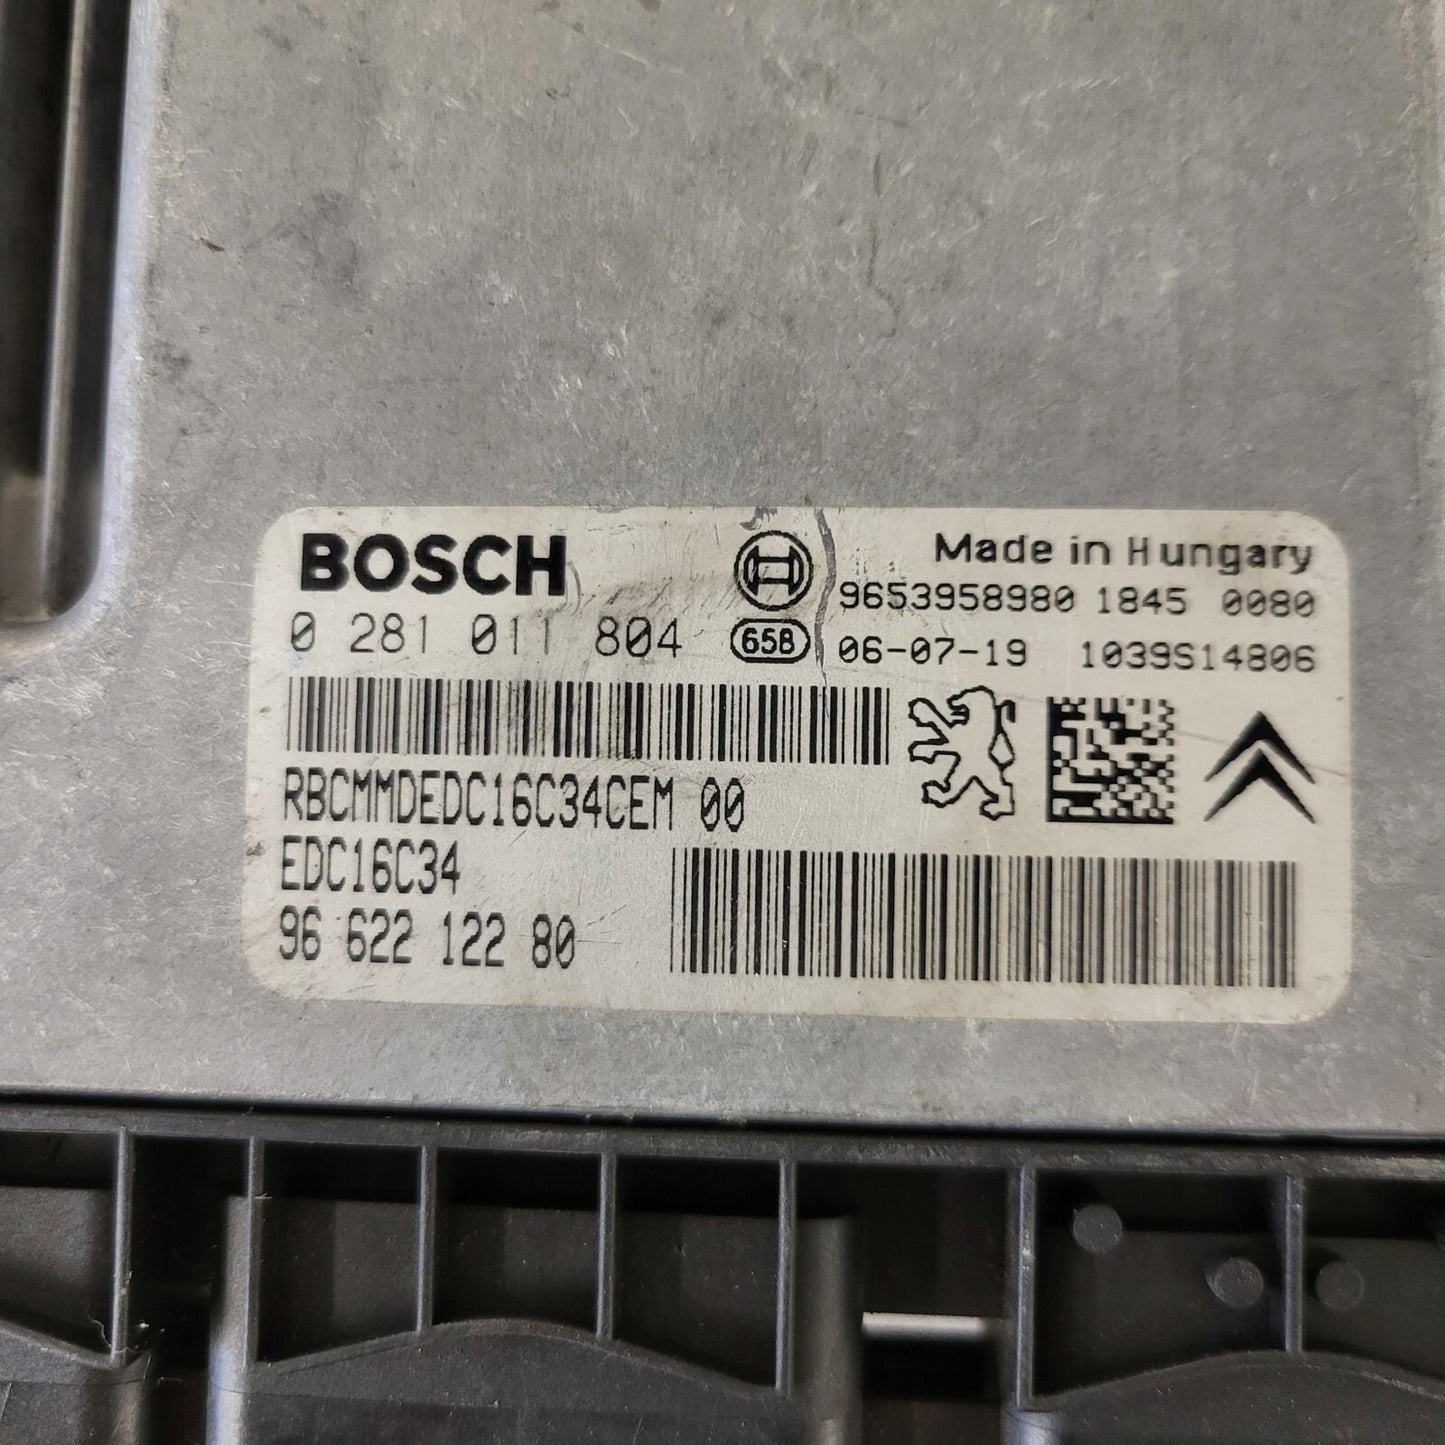 BOSCH
Made in Hungary
9653958980 1845 0080
0 281 011 804
658
06-07-19 1039S14806
RBCMMDEDC16C34CEM 00
EDC16C34
96 622 122 80